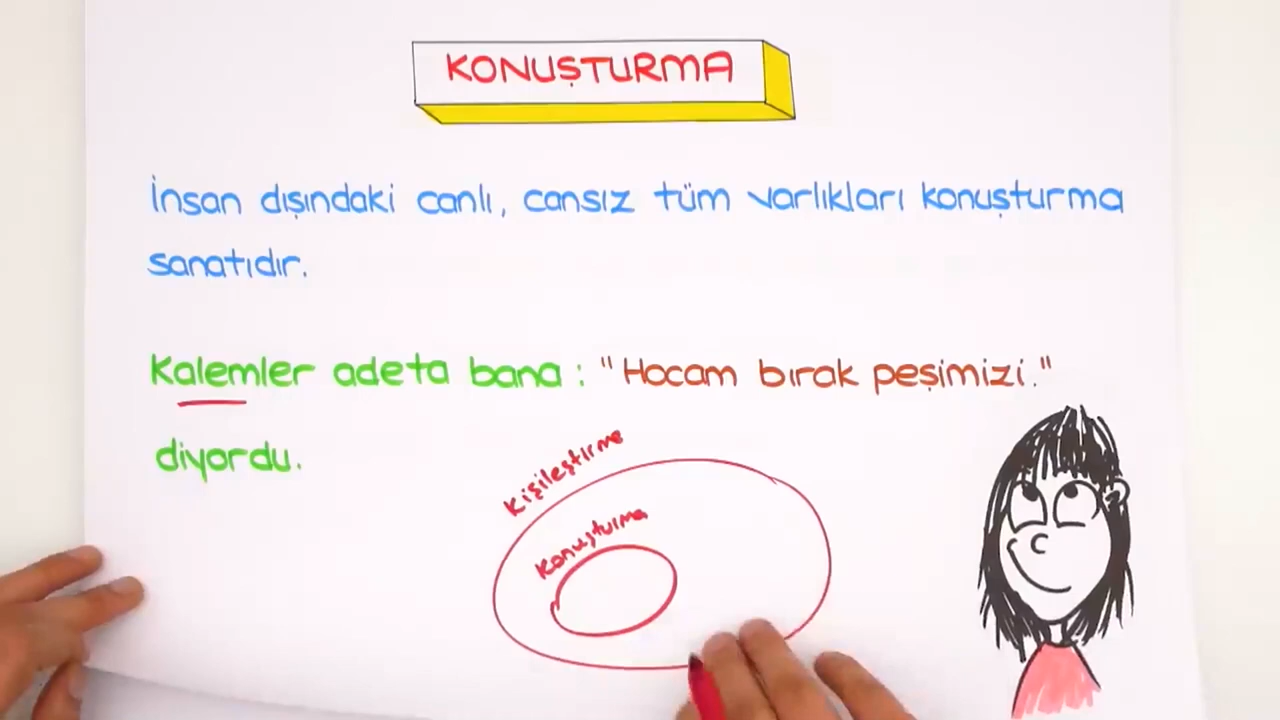 KONUŞTURMA
İnsan dışındaki canlı, cansız tüm varlıkları konuşturma
sanatıdır.
Kalemler adeta bana : "Hocam bırak peşimizi."
diyordu.
Kişileştirme
Konuşturma